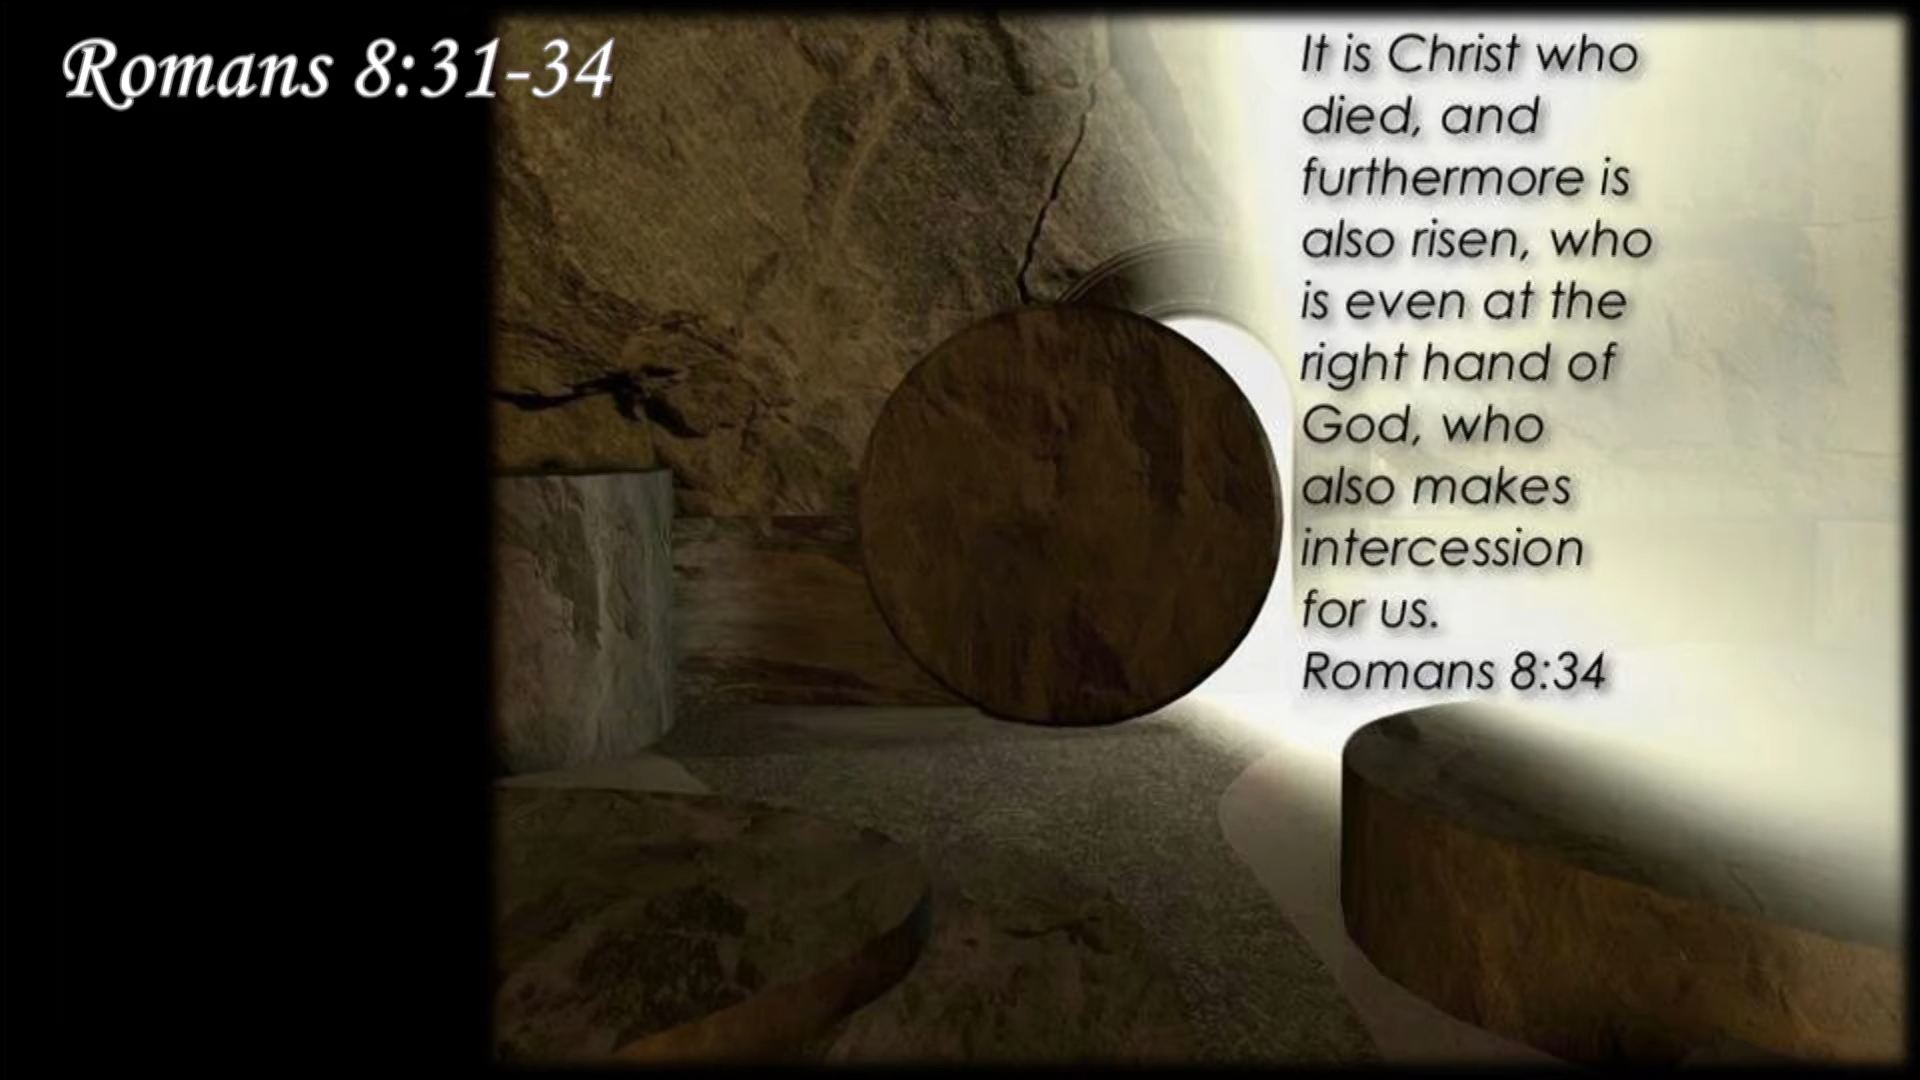 Romans 8:31-34
It is Christ who
died, and
furthermore is
also risen, who
is even at the
right hand of
God, who
also makes
intercession
for us.
Romans 8:34